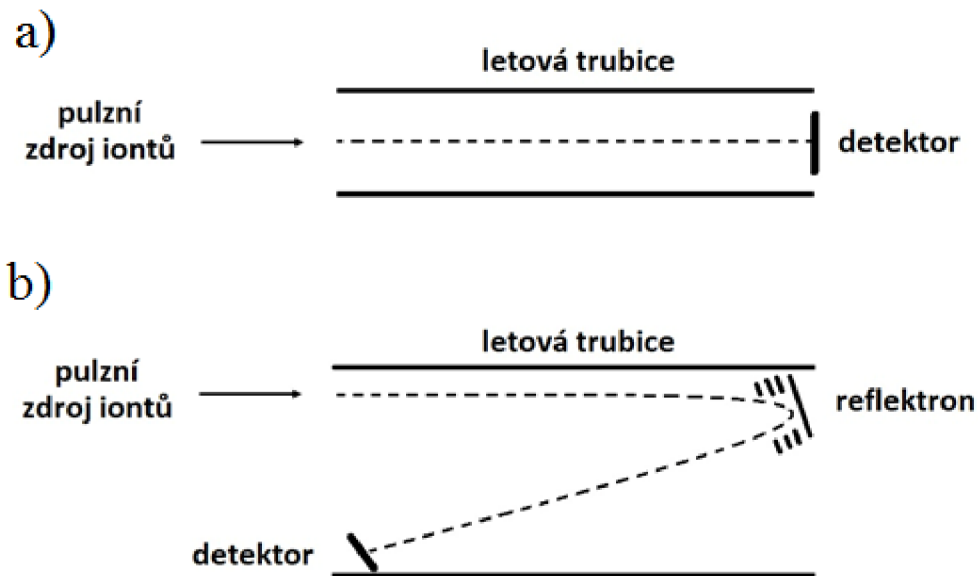 a)
letová trubice
pulzní
zdroj iontů
detektor
b)
letová trubice
pulzní
zdroj iontů
reflektron
detektor